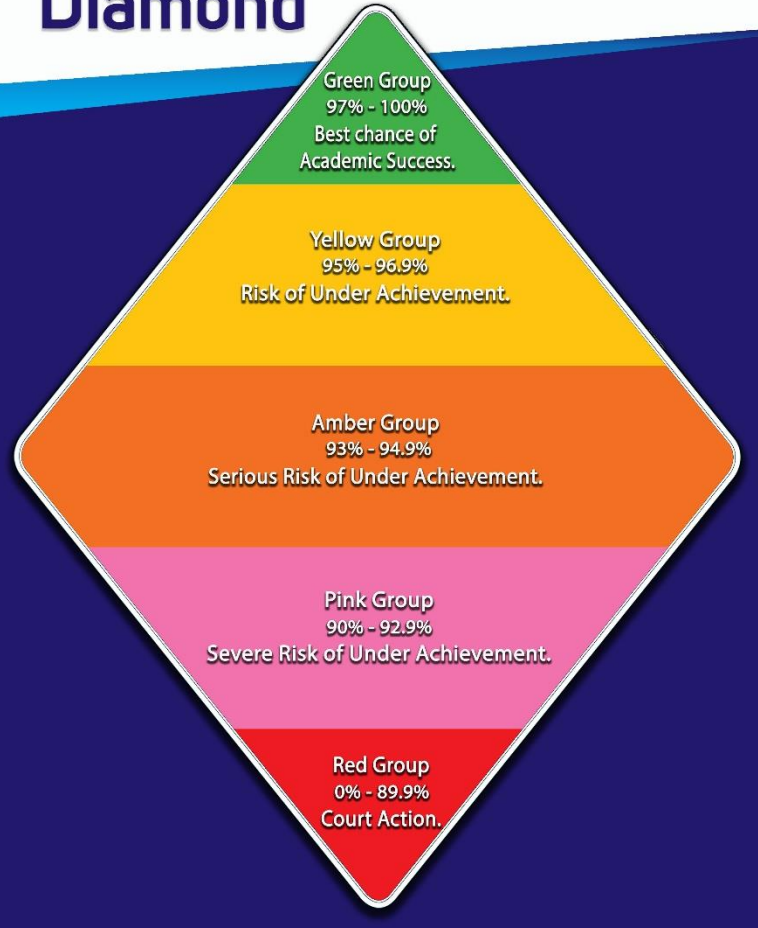 Diamond
Green Group
97% - 100%
Best chance of
Academic Success.
Yellow Group
95% - 96.9%
Risk of Under Achievement.
Amber Group
93% - 94.9%
Serious Risk of Under Achievement.
Pink Group
90% - 92.9%
Severe Risk of Under Achievement.
Red Group
0% - 89.9%
Court Action.